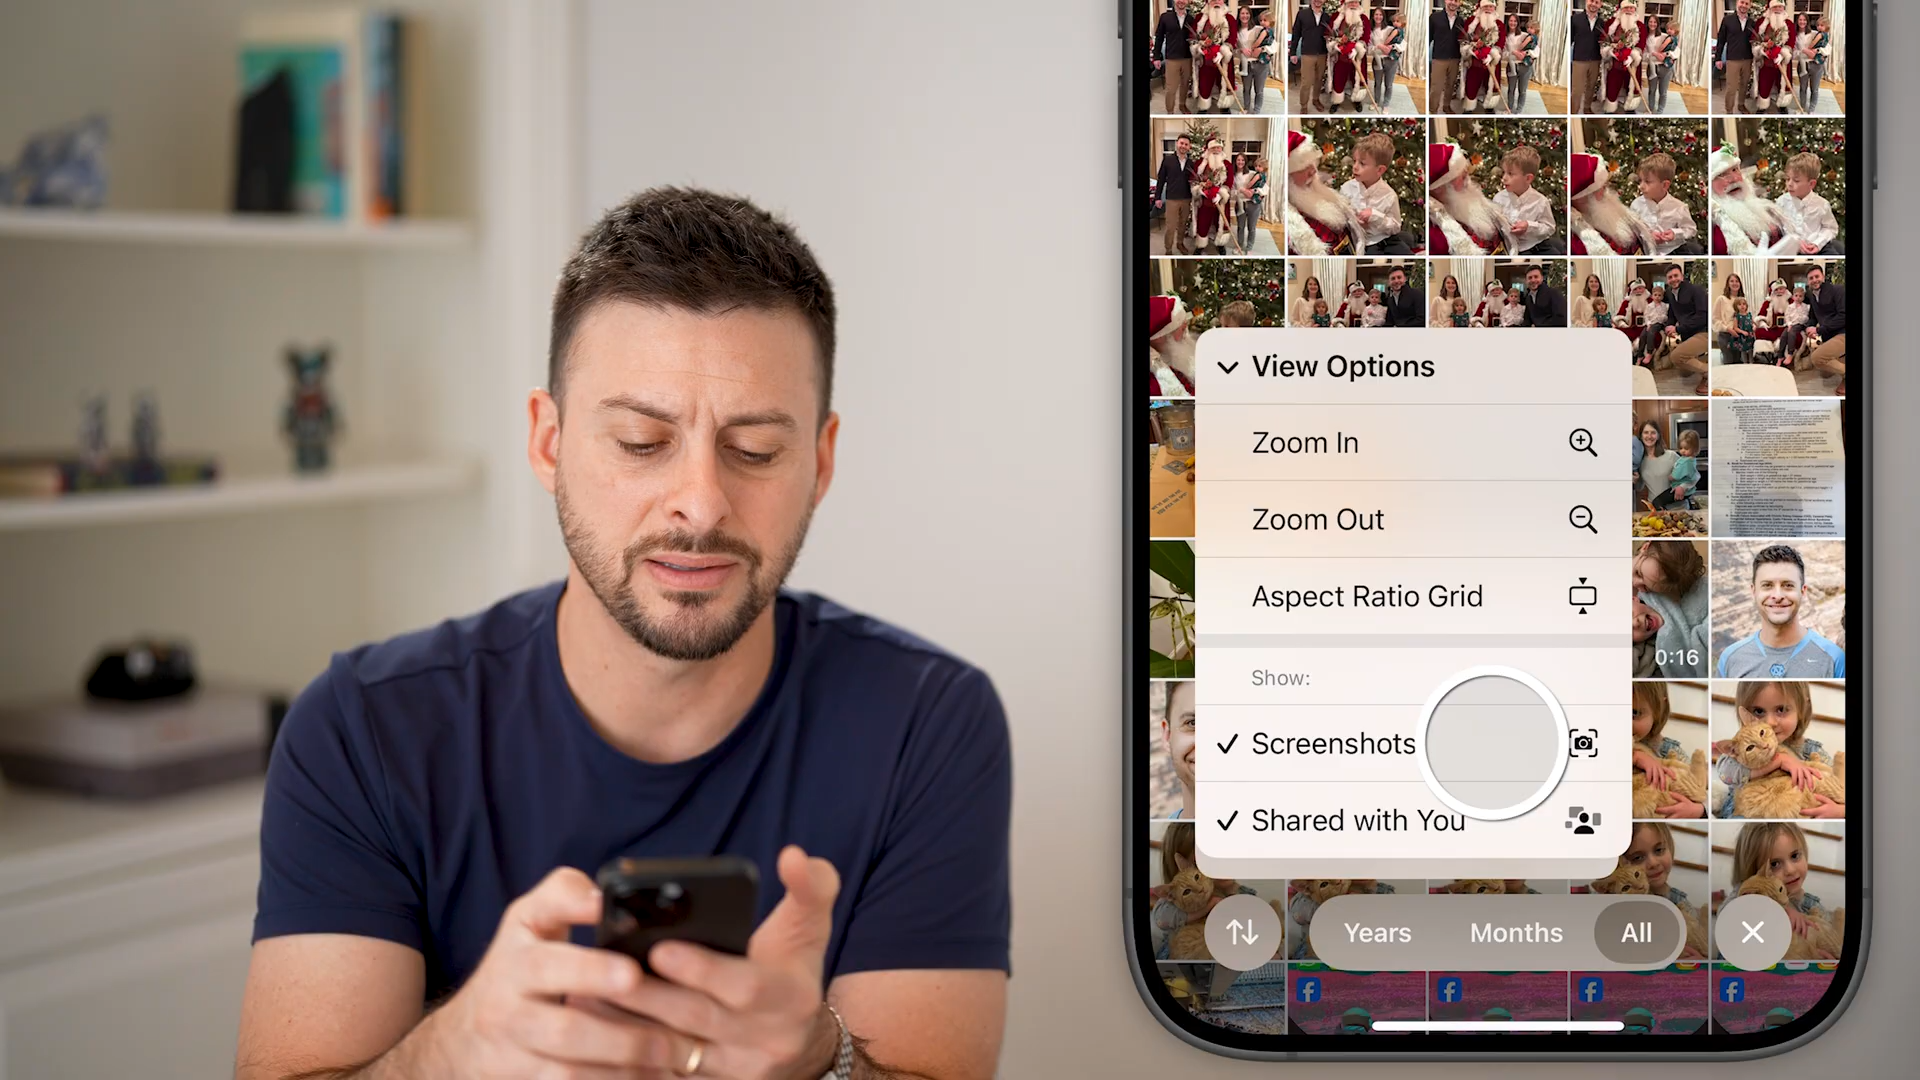 View Options
Zoom In
Zoom Out
Aspect Ratio Grid
Show:
0:16
Screenshots
Shared with You
Years
Months
All